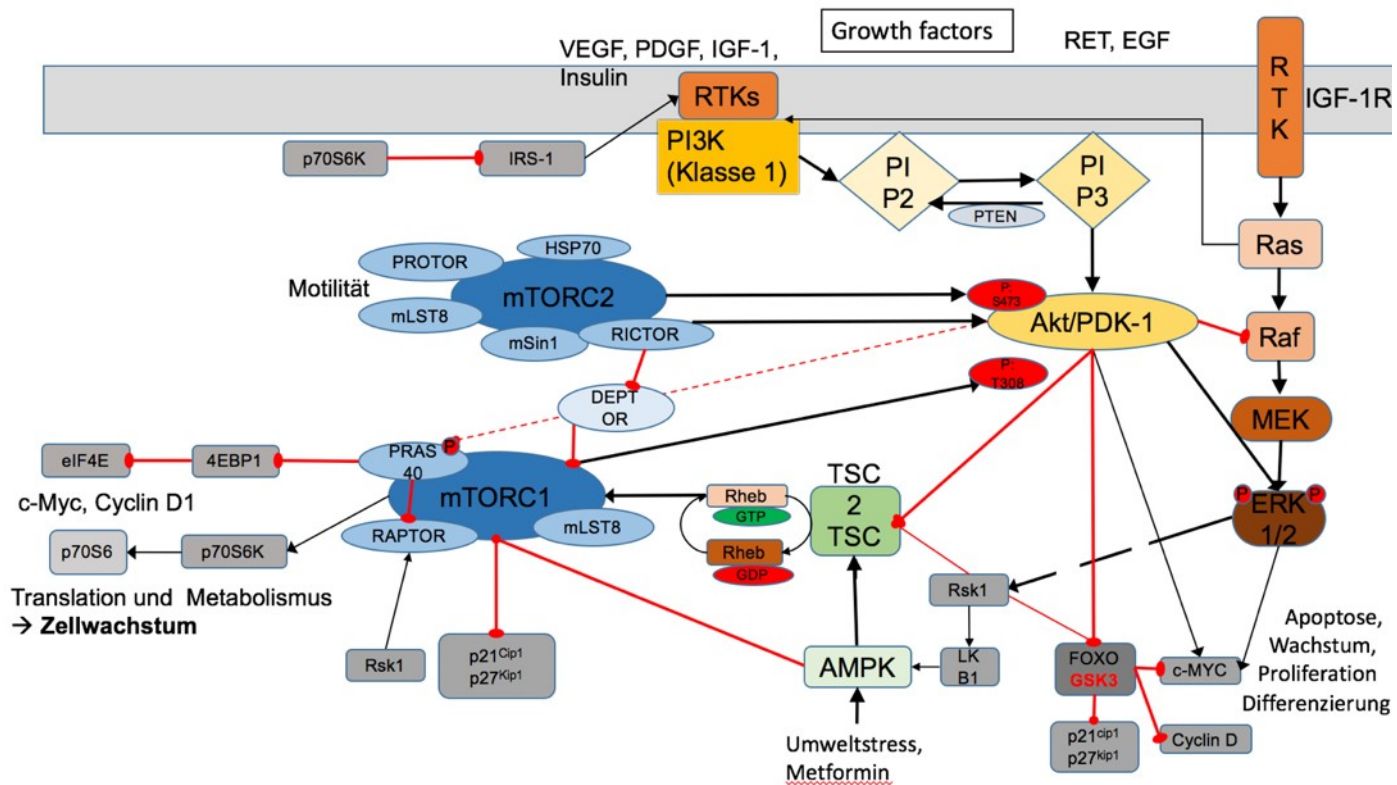 Growth factors
VEGF, PDGF, IGF-1,
Insulin
RET, EGF
RTKs
R
T
K
IGF-1R
p70S6K
IRS-1
PI3K
(Klasse 1)
PI
P2
PI
P3
PTEN
Ras
HSP70
PROTOR
Motilität
mTORC2
mLST8
mSin1
RICTOR
P:
S473
Akt/PDK-1
Raf
P:
T308
DEPT
OR
MEK
eIF4E
4EBP1
PRAS
40
P
c-Myc, Cyclin D1
mTORC1
mLST8
RAPTOR
Rheb
GTP
Rheb
GDP
TSC
2
TSC
P
P
ERK
1/2
p70S6
p70S6K
Translation und Metabolismus
→ Zellwachstum
Rsk1
p21Cip1
p27Kip1
Rsk1
LK
B1
AMPK
Umweltstress,
Metformin
FOXO
GSK3
c-MYC
p21cip1
p27kip1
Cyclin D
Apoptose,
Wachstum,
Proliferation
Differenzierung